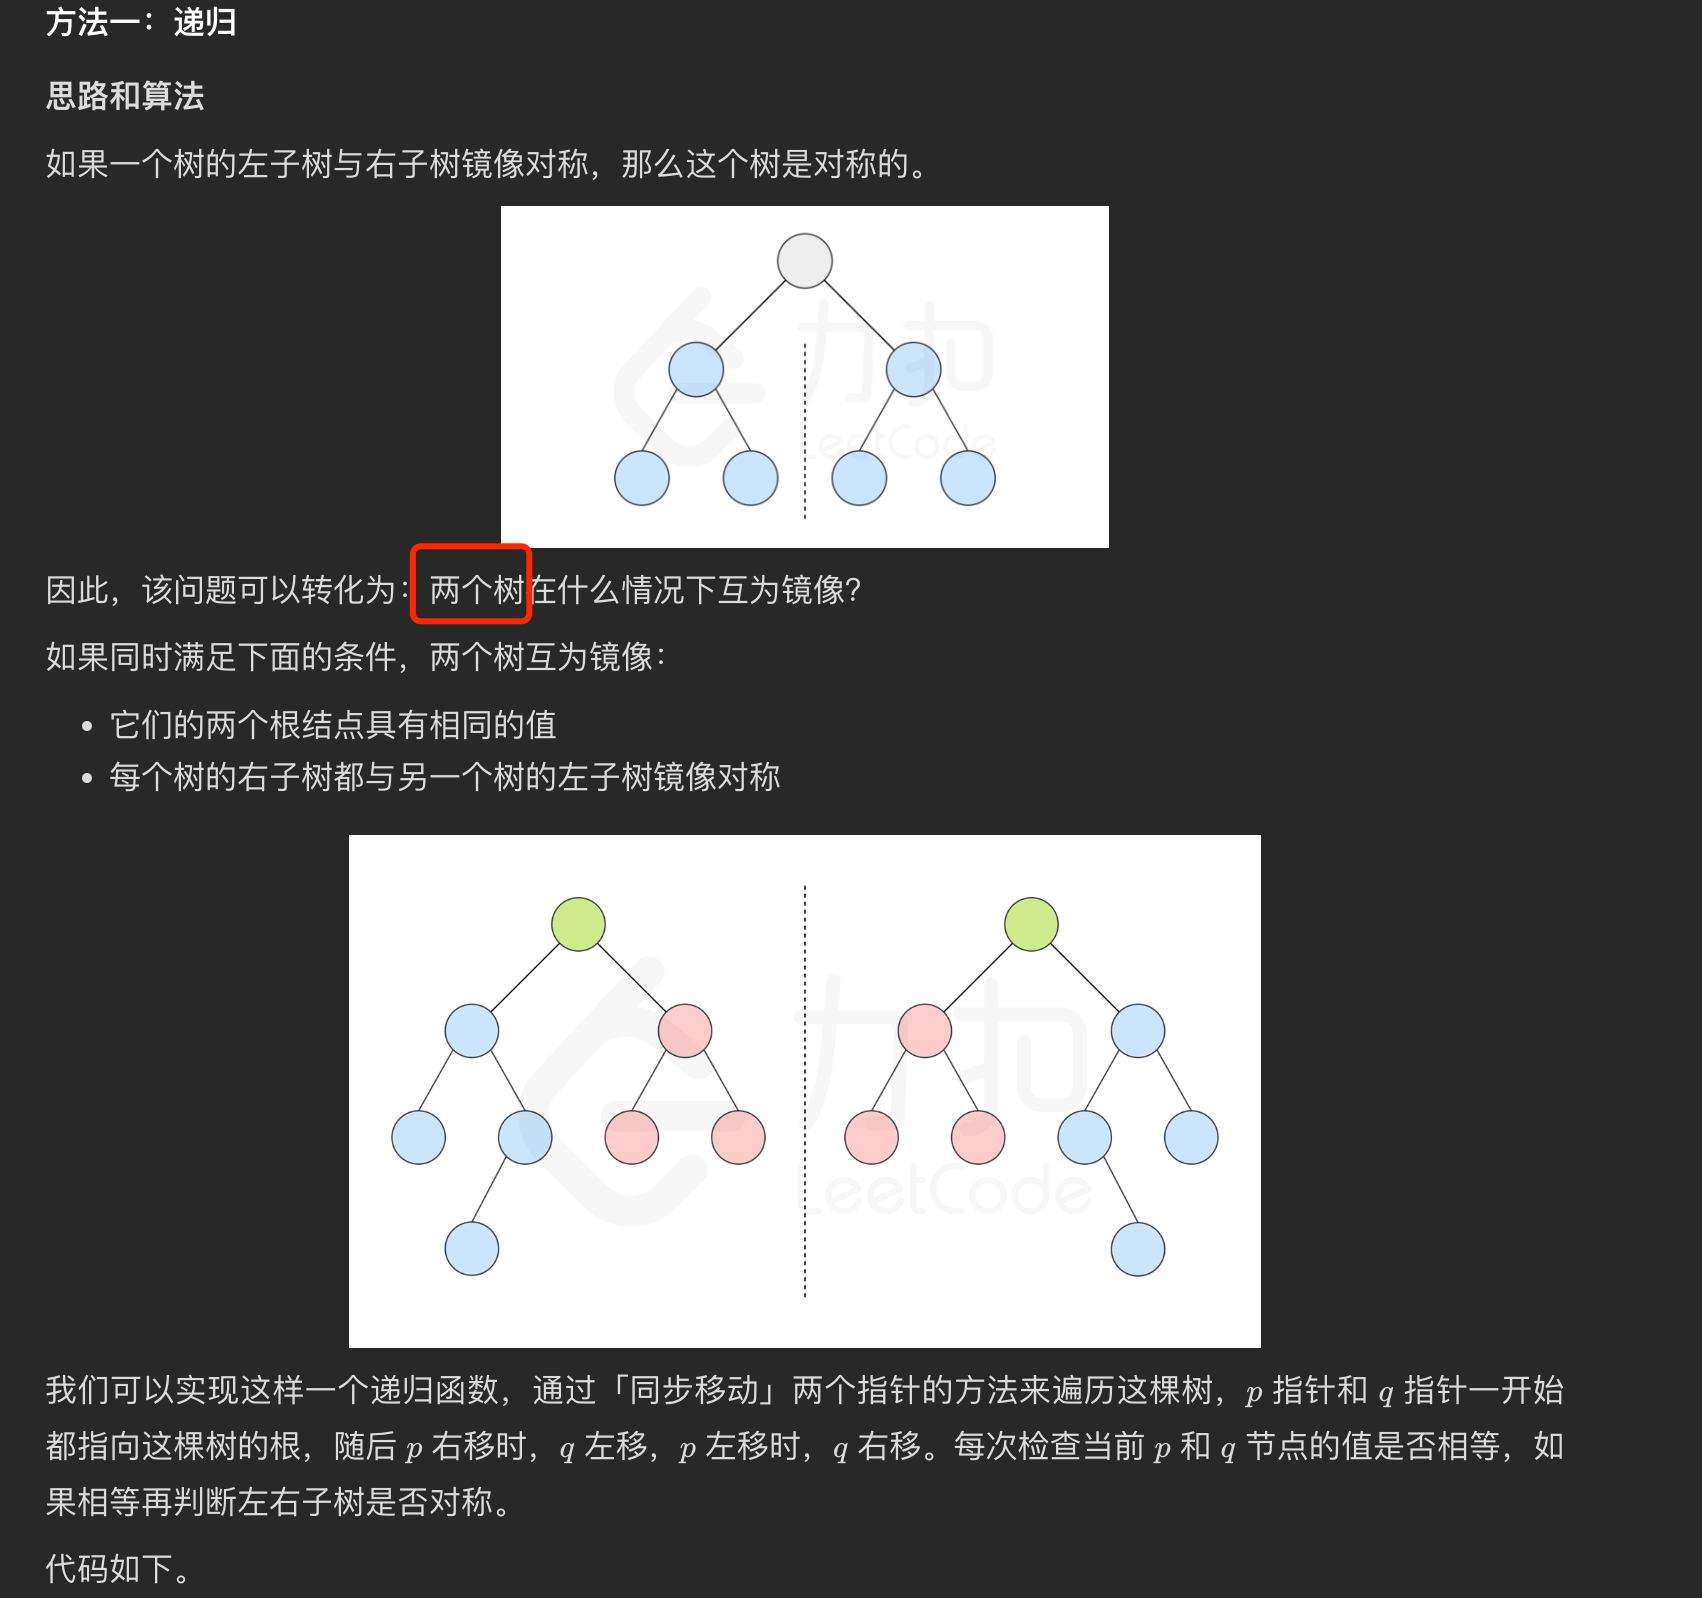 方法一：递归
思路和算法
如果一个树的左子树与右子树镜像对称，那么这个树是对称的。
力扣
LeetCode
因此，该问题可以转化为：两个树在什么情况下互为镜像？
如果同时满足下面的条件，两个树互为镜像：
• 它们的两个根结点具有相同的值
• 每个树的右子树都与另一个树的左子树镜像对称
力扣
LeetCode
我们可以实现这样一个递归函数，通过「同步移动」两个指针的方法来遍历这棵树，p 指针和 q 指针一开始
都指向这棵树的根，随后 p 右移时，q 左移，p 左移时，q 右移。每次检查当前 p 和 q 节点的值是否相等，如
果相等再判断左右子树是否对称。
代码如下。